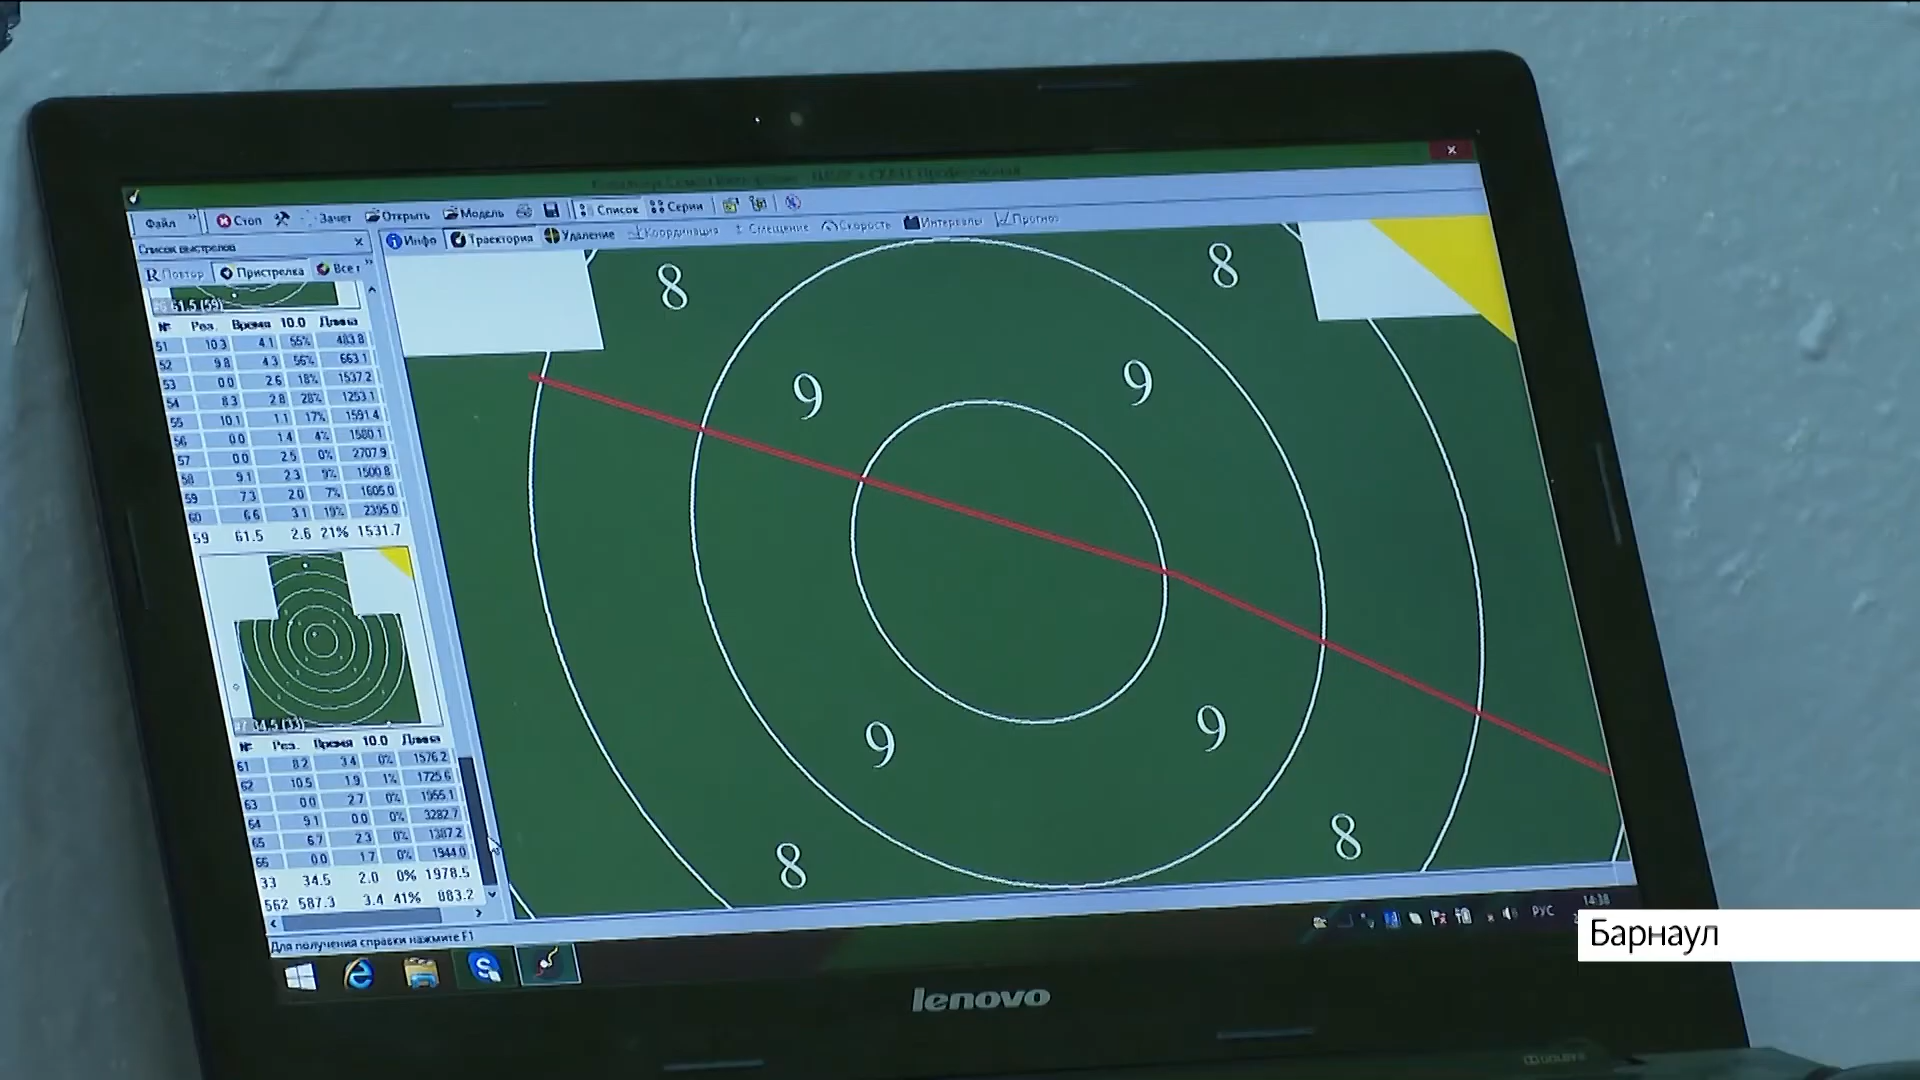 Файл
Стоп
Зачет
Открыть
Модель
Список
Серии
Список выстрелов
Инфо
Траектория
Удаление
Координация
Смещение
Скорость
Интервалы
Прогноз
R Повтор
Пристрелка
Все
61.5 (59)
№ Рез. Время 10.0 Длина
51 10.3 4.1 55% 483.8
52 9.8 4.3 56% 663.1
53 0.0 2.6 18% 1537.2
54 8.3 2.8 28% 1253.1
55 10.1 1.1 17% 1591.4
56 0.0 1.4 4% 1580.1
57 0.0 2.5 0% 2707.9
58 9.1 2.3 9% 1500.8
59 7.3 2.0 7% 1605.0
60 6.6 3.1 19% 2395.0
59 61.5 2.6 21% 1531.7
#7 34.5 (33)
№ Рез. Время 10.0 Длина
61 8.2 3.4 0% 1576.2
62 10.5 1.9 1% 1725.6
63 0.0 2.7 0% 1955.1
64 9.1 0.0 0% 3282.7
65 6.7 2.3 0% 1387.2
66 0.0 1.7 0% 1944.0
33 34.5 2.0 0% 1978.5
562 587.3 3.4 41% 883.2
Для получения справки нажмите F1
8 8
9 9
9 9
8 8
РУС
14:38
Барнаул
lenovo